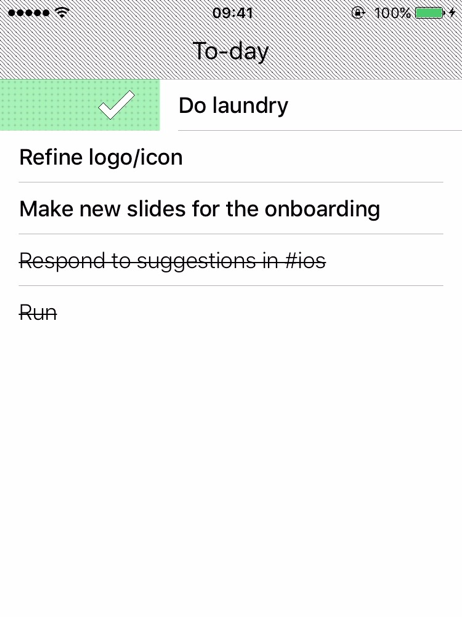 09:41
100%
To-day
Do laundry
Refine logo/icon
Make new slides for the onboarding
Respond to suggestions in #ios
Run